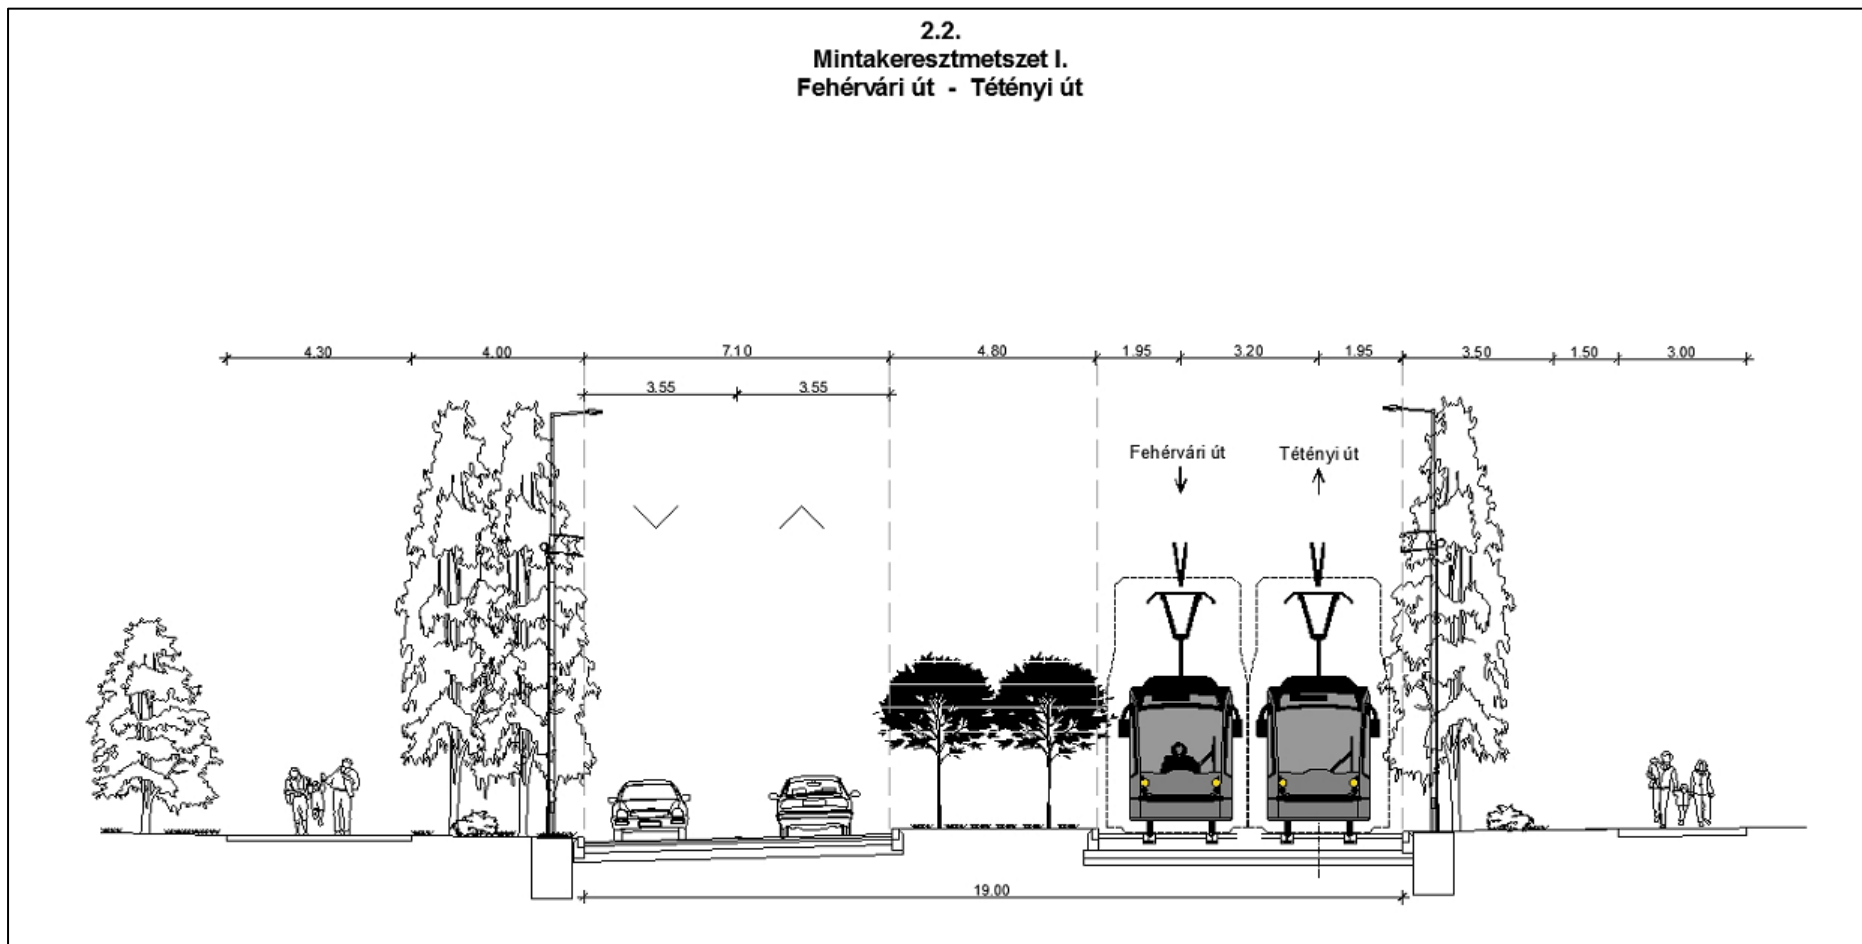 2.2.
Mintakeresztmetszet I.
Fehérvári út - Tétényi út
4.30 4.00 7.10 4.80 1.95 3.20 1.95 3.50 1.50 3.00
3.55 3.55
Fehérvári út Tétényi út
19.00